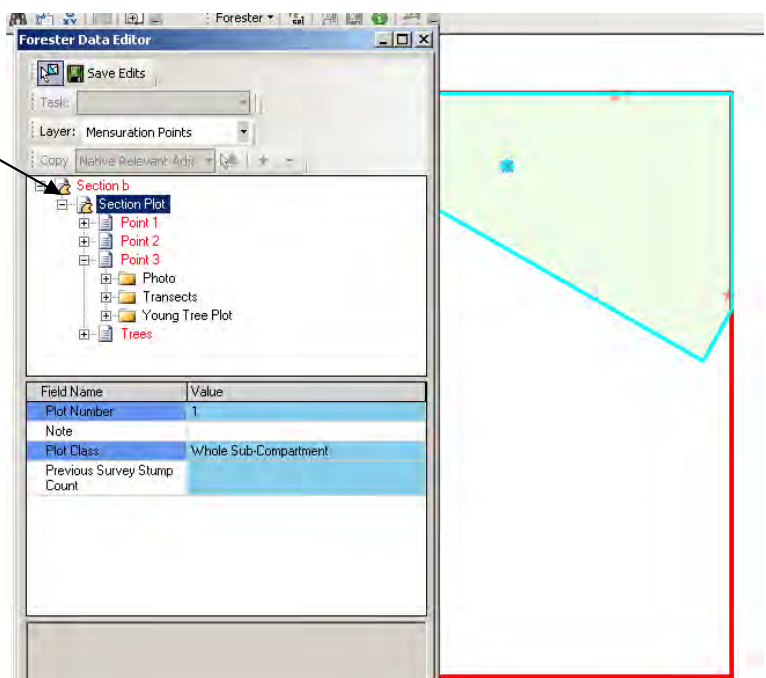 Forester
Forester Data Editor
Save Edits
Task:
Layer: Mensuration Points
Copy Native Relevant
Section b
Section Plot
Point 1
Point 2
Point 3
Photo
Transects
Young Tree Plot
Trees
Field Name Value
Plot Number 1
Note
Plot Class Whole Sub-Compartment
Previous Survey Stump
Count